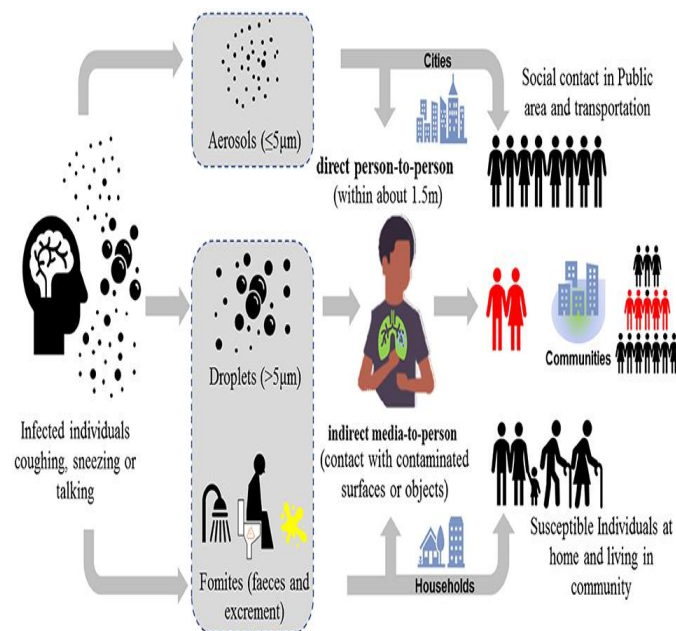 Aerosols (≤5μm)
Cities
Social contact in Public
area and transportation
direct person-to-person
(within about 1.5m)
Droplets (>5μm)
Communities
Infected individuals
coughing, sneezing or
talking
indirect media-to-person
(contact with contaminated
surfaces or objects)
Fomites (faeces and
excrement)
Households
Susceptible Individuals at
home and living in
community